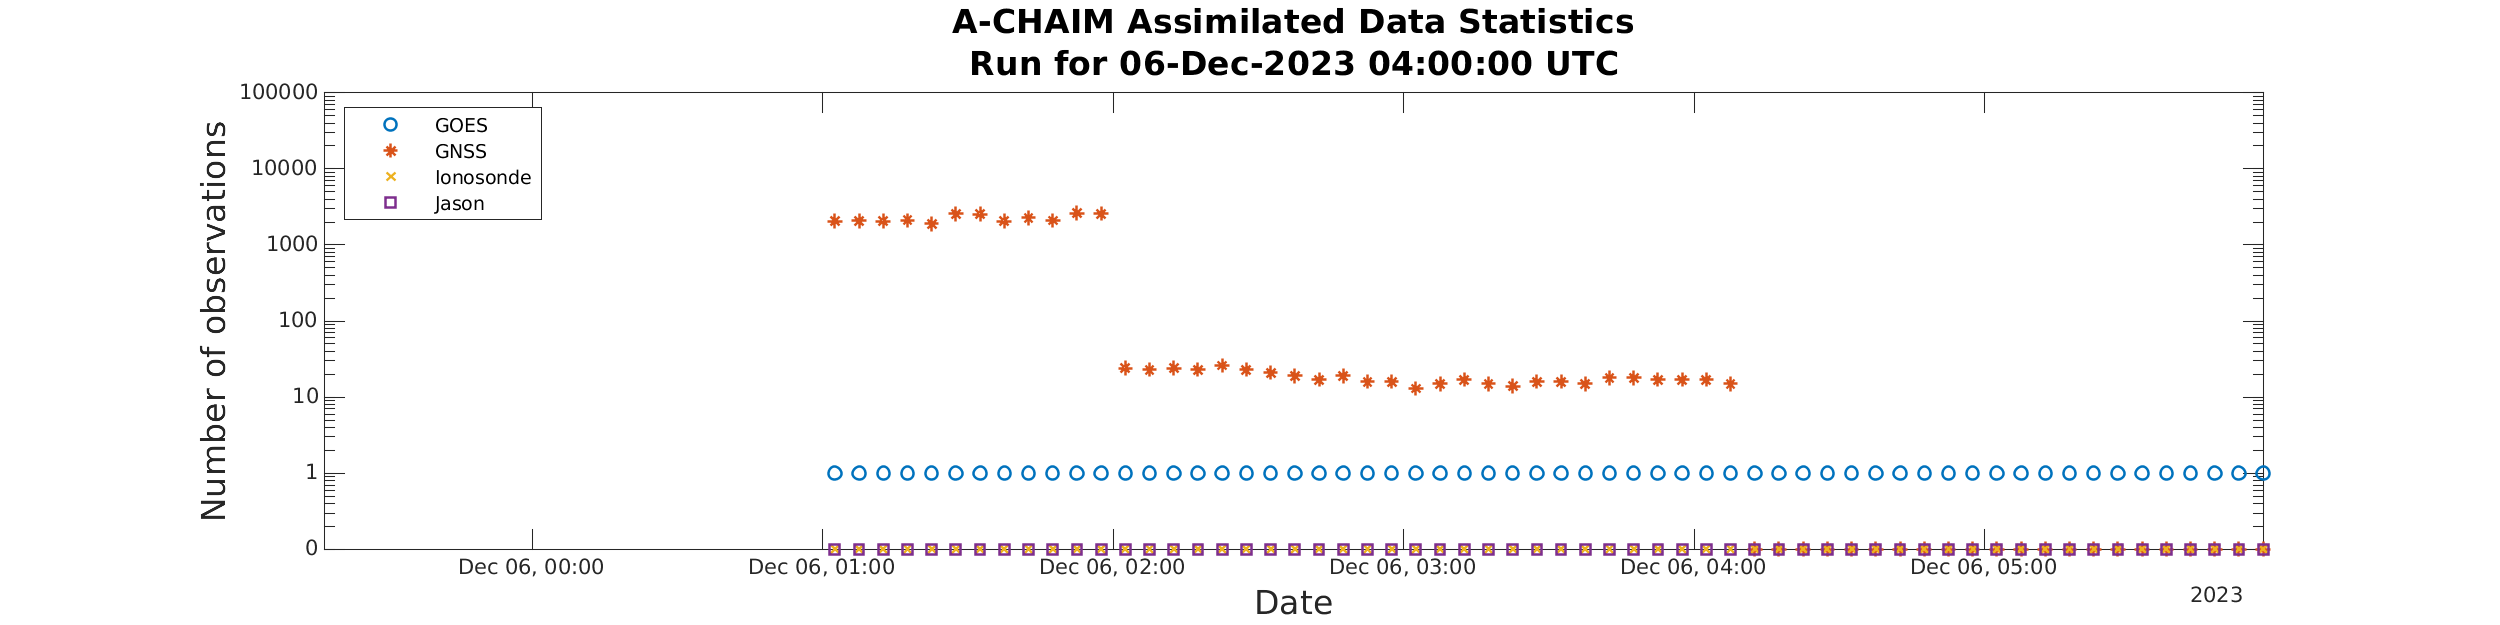 A-CHAIM Assimilated Data Statistics
Run for 06-Dec-2023 04:00:00 UTC
Number of observations
100000
10000
1000
100
10
1
0
GOES
GNSS
Ionosonde
Jason
Dec 06, 00:00
Dec 06, 01:00
Dec 06, 02:00
Dec 06, 03:00
Dec 06, 04:00
Dec 06, 05:00
2023
Date